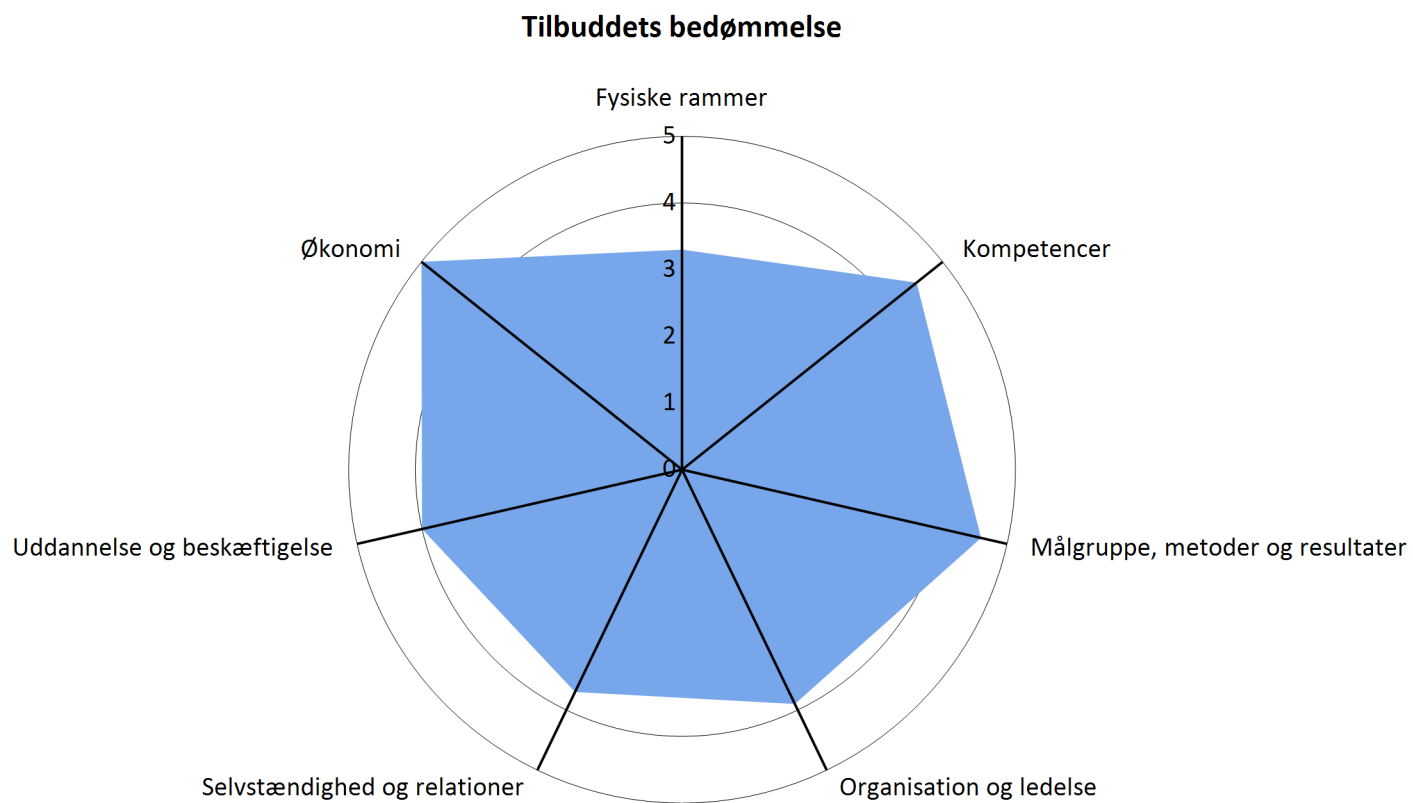 Tilbuddets bedømmelse
Fysiske rammer
5
4
Økonomi
Kompetencer
3
2
1
0
Uddannelse og beskæftigelse
Målgruppe, metoder og resultater
Selvstændighed og relationer
Organisation og ledelse